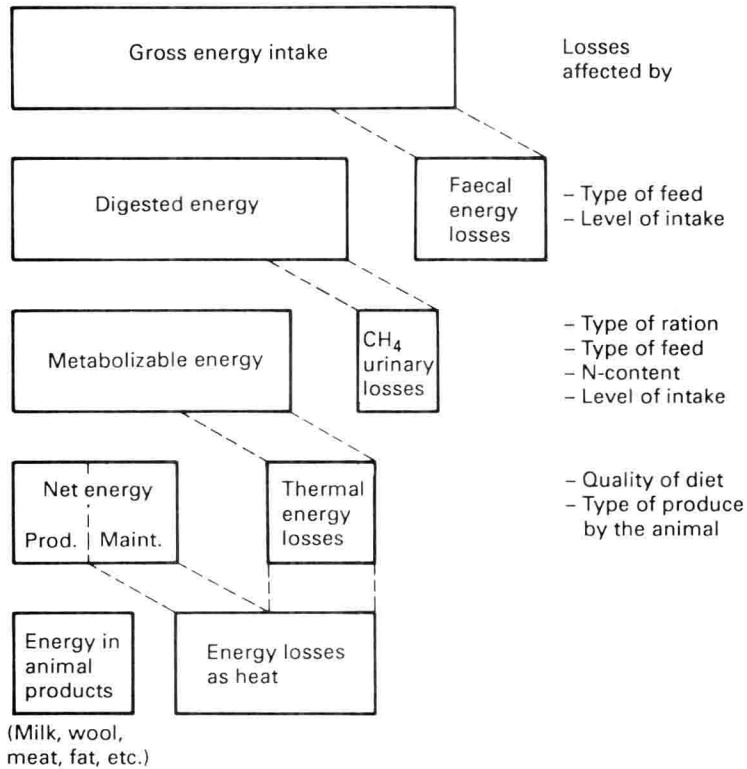 Gross energy intake
Losses
affected by
Digested energy
Faecal
energy
losses
– Type of feed
– Level of intake
Metabolizable energy
CH4
urinary
losses
– Type of ration
– Type of feed
– N-content
– Level of intake
Net energy
Prod.
Maint.
Thermal
energy
losses
– Quality of diet
– Type of produce
by the animal
Energy in
animal
products
Energy losses
as heat
(Milk, wool,
meat, fat, etc.)